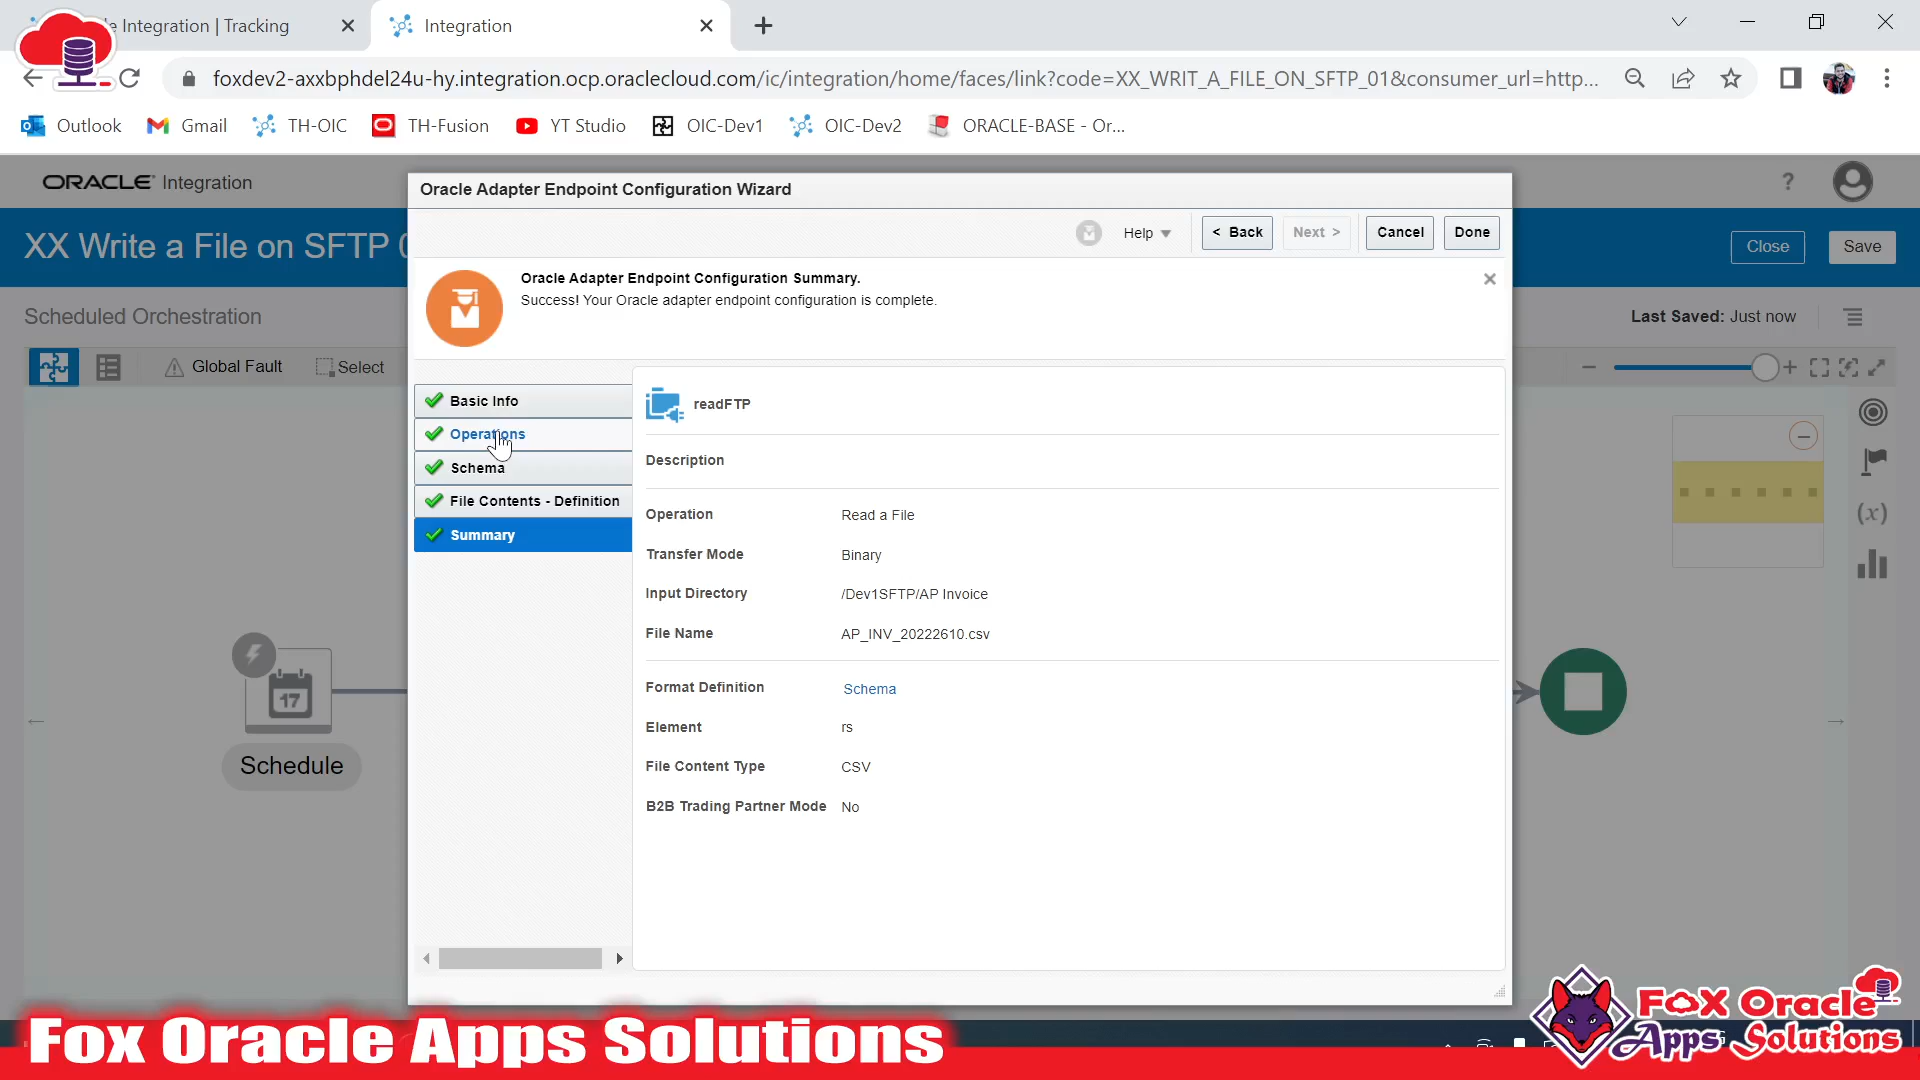 e Integration | Tracking
Integration
foxdev2-axxbphdel24u-hy.integration.ocp.oraclecloud.com/ic/integration/home/faces/link?code=XX_WRIT_A_FILE_ON_SFTP_01&consumer_url=http...
Outlook
Gmail
TH-OIC
TH-Fusion
YT Studio
OIC-Dev1
OIC-Dev2
ORACLE-BASE - Or...
ORACLE Integration
?
XX Write a File on SFTP 0
Close
Save
Scheduled Orchestration
Last Saved: Just now
Global Fault
Select
Oracle Adapter Endpoint Configuration Wizard
Help
< Back
Next >
Cancel
Done
Oracle Adapter Endpoint Configuration Summary.
Success! Your Oracle adapter endpoint configuration is complete.
Basic Info
Operations
Schema
File Contents - Definition
Summary
readFTP
Description
Operation Read a File
Transfer Mode Binary
Input Directory /Dev1SFTP/AP Invoice
File Name AP_INV_20222610.csv
Format Definition Schema
Element rs
File Content Type CSV
B2B Trading Partner Mode No
17
Schedule
(x)
Fox Oracle Apps Solutions
Fox Oracle
Apps Solutions